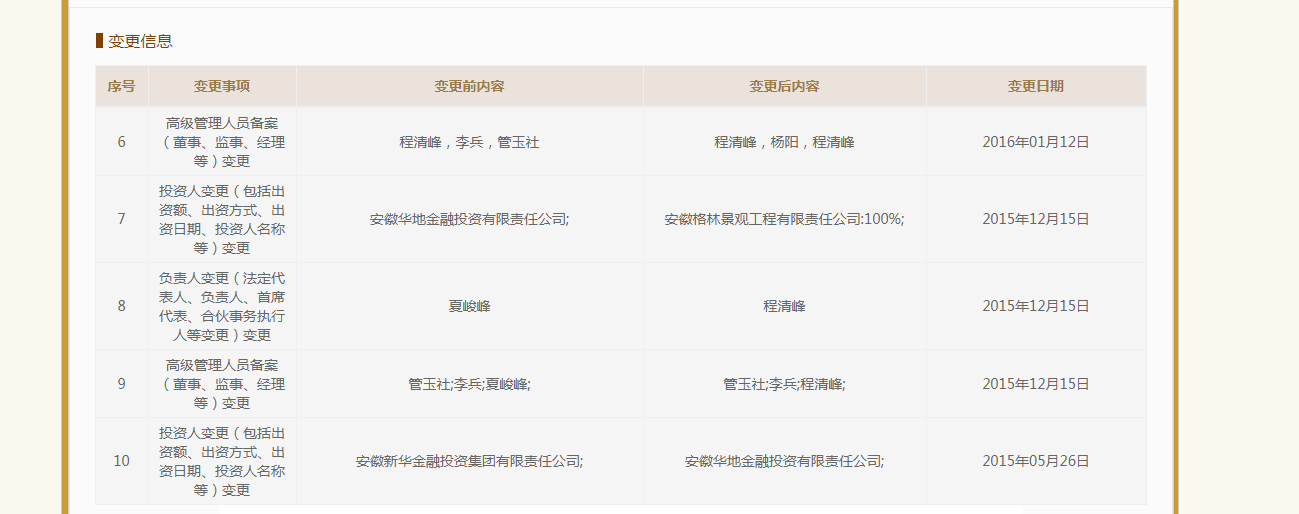 变更信息
序号 变更事项 变更前内容 变更后内容 变更日期
高级管理人员备案
6 （董事、监事、经理 程清峰，李兵，管玉社 程清峰，杨阳，程清峰 2016年01月12日
等）变更
投资人变更（包括出
资额、出资方式、出
7 安徽华地金融投资有限责任公司; 安徽格林景观工程有限责任公司:100%; 2015年12月15日
资日期、投资人名称
等）变更
负责人变更（法定代
表人、负责人、首席
8 夏峻峰 程清峰 2015年12月15日
代表、合伙事务执行
人等变更）变更
高级管理人员备案
9 （董事、监事、经理 管玉社;李兵;夏峻峰; 管玉社;李兵;程清峰; 2015年12月15日
等）变更
投资人变更（包括出
资额、出资方式、出
10 安徽新华金融投资集团有限责任公司; 安徽华地金融投资有限责任公司; 2015年05月26日
资日期、投资人名称
等）变更